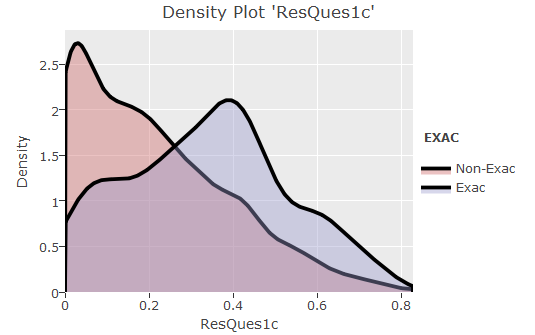 Density Plot 'ResQues1c'
Density
2.5
2
1.5
1
0.5
0
0
0.2
0.4
0.6
0.8
ResQues1c
EXAC
Non-Exac
Exac